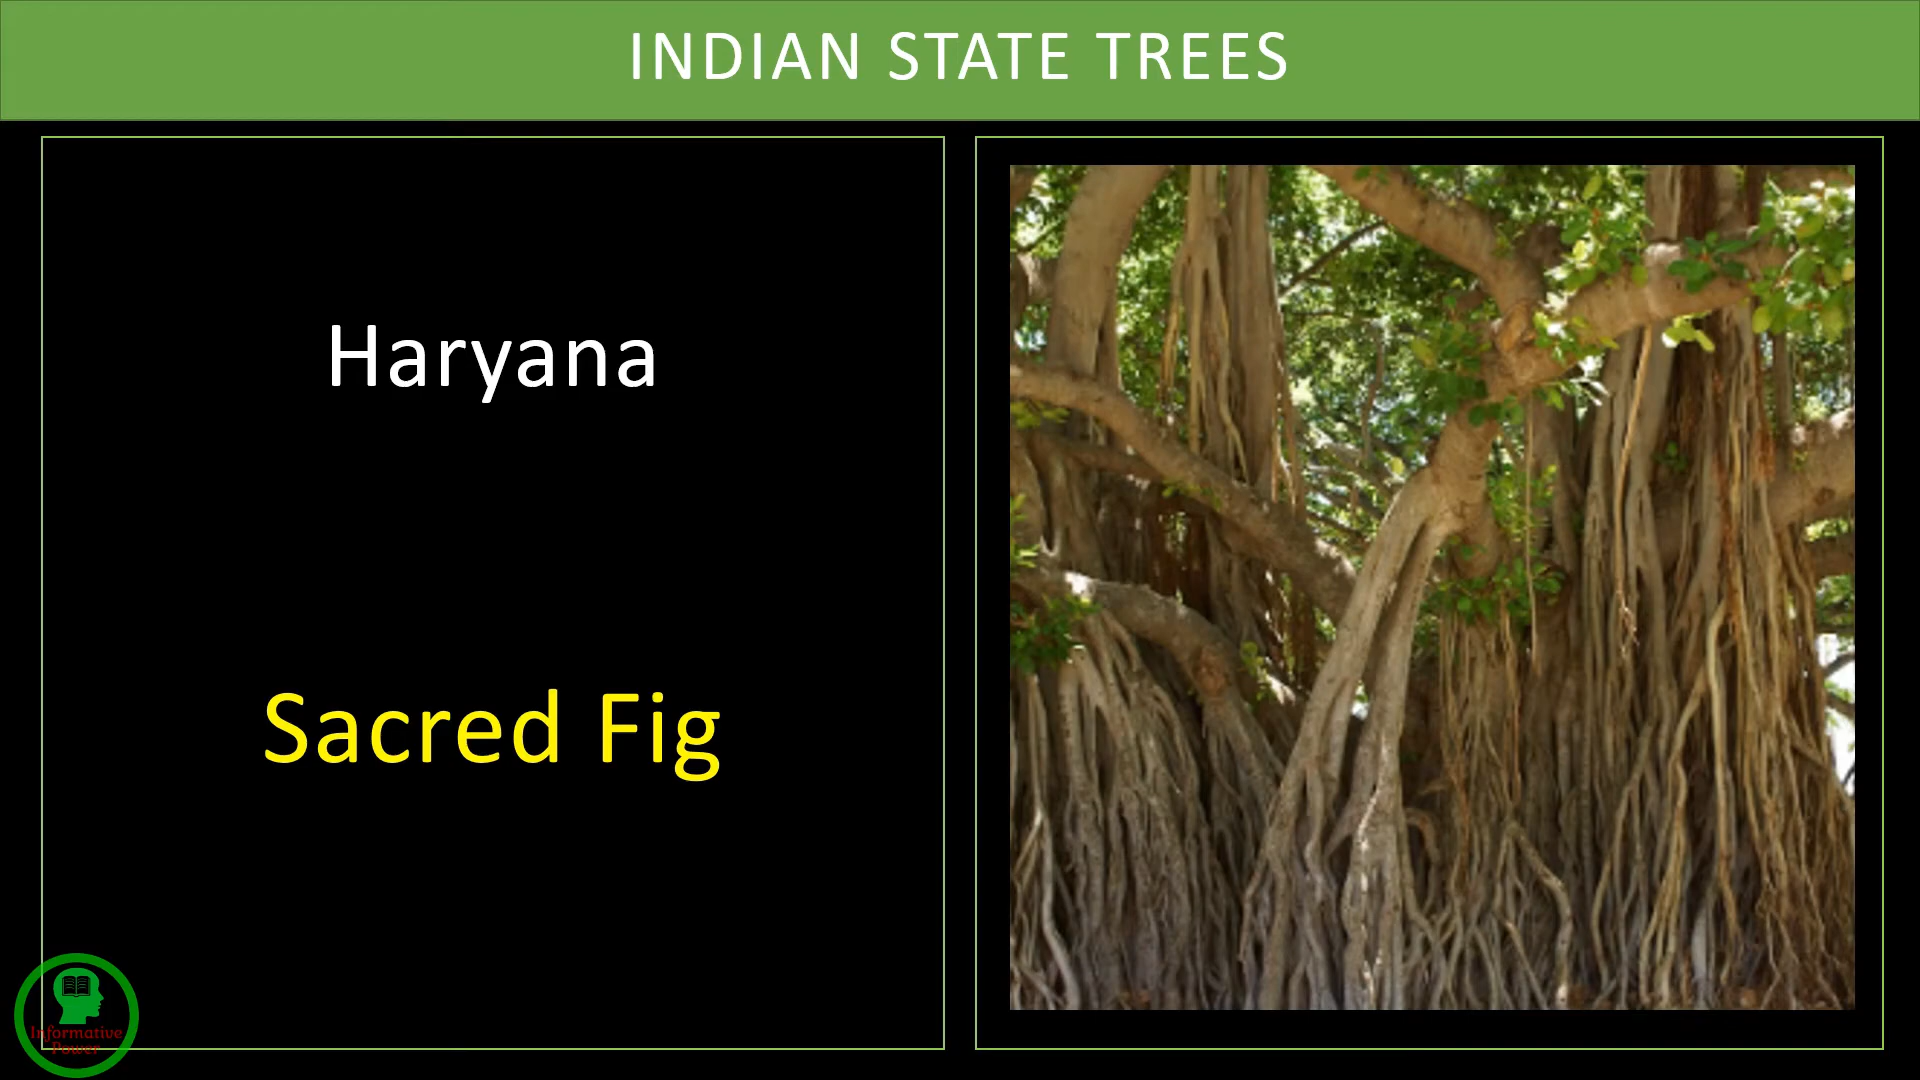 INDIAN STATE TREES
Haryana
Sacred Fig
Informative
Power